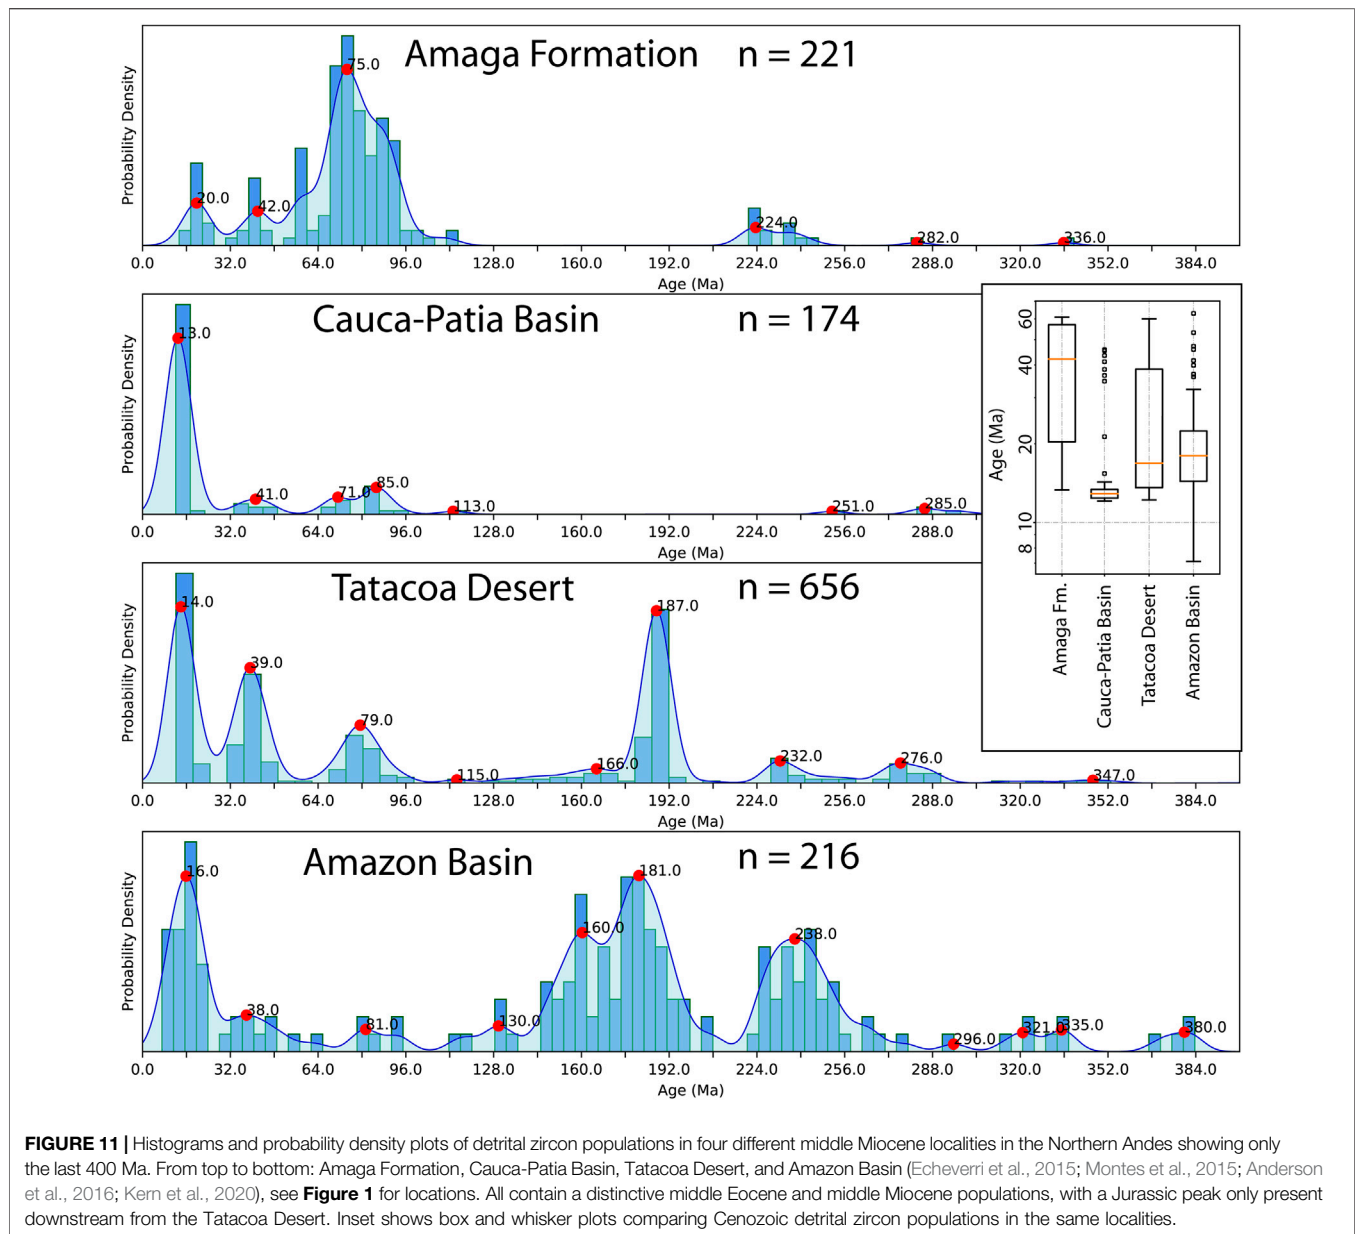 Amaga Formation n = 221
Probability Density
75.0
20.0
42.0
224.0
282.0
336.0
0.0 32.0 64.0 96.0 128.0 160.0 192.0 224.0 256.0 288.0 320.0 352.0 384.0
Age (Ma)
Cauca-Patia Basin n = 174
Probability Density
13.0
41.0
71.0
85.0
113.0
251.0
285.0
0.0 32.0 64.0 96.0 128.0 160.0 192.0 224.0 256.0 288.0
Age (Ma)
60
40
20
10
8
Age (Ma)
Amaga Fm.
Cauca-Patia Basin
Tatacoa Desert
Amazon Basin
Tatacoa Desert n = 656
Probability Density
14.0
39.0
79.0
115.0
166.0
187.0
232.0
276.0
347.0
0.0 32.0 64.0 96.0 128.0 160.0 192.0 224.0 256.0 288.0 320.0 352.0 384.0
Age (Ma)
Amazon Basin n = 216
Probability Density
16.0
38.0
81.0
130.0
160.0
181.0
238.0
296.0
321.0
335.0
380.0
0.0 32.0 64.0 96.0 128.0 160.0 192.0 224.0 256.0 288.0 320.0 352.0 384.0
Age (Ma)
FIGURE 11 | Histograms and probability density plots of detrital zircon populations in four different middle Miocene localities in the Northern Andes showing only
the last 400 Ma. From top to bottom: Amaga Formation, Cauca-Patia Basin, Tatacoa Desert, and Amazon Basin (Echeverri et al., 2015; Montes et al., 2015; Anderson
et al., 2016; Kern et al., 2020), see Figure 1 for locations. All contain a distinctive middle Eocene and middle Miocene populations, with a Jurassic peak only present
downstream from the Tatacoa Desert. Inset shows box and whisker plots comparing Cenozoic detrital zircon populations in the same localities.